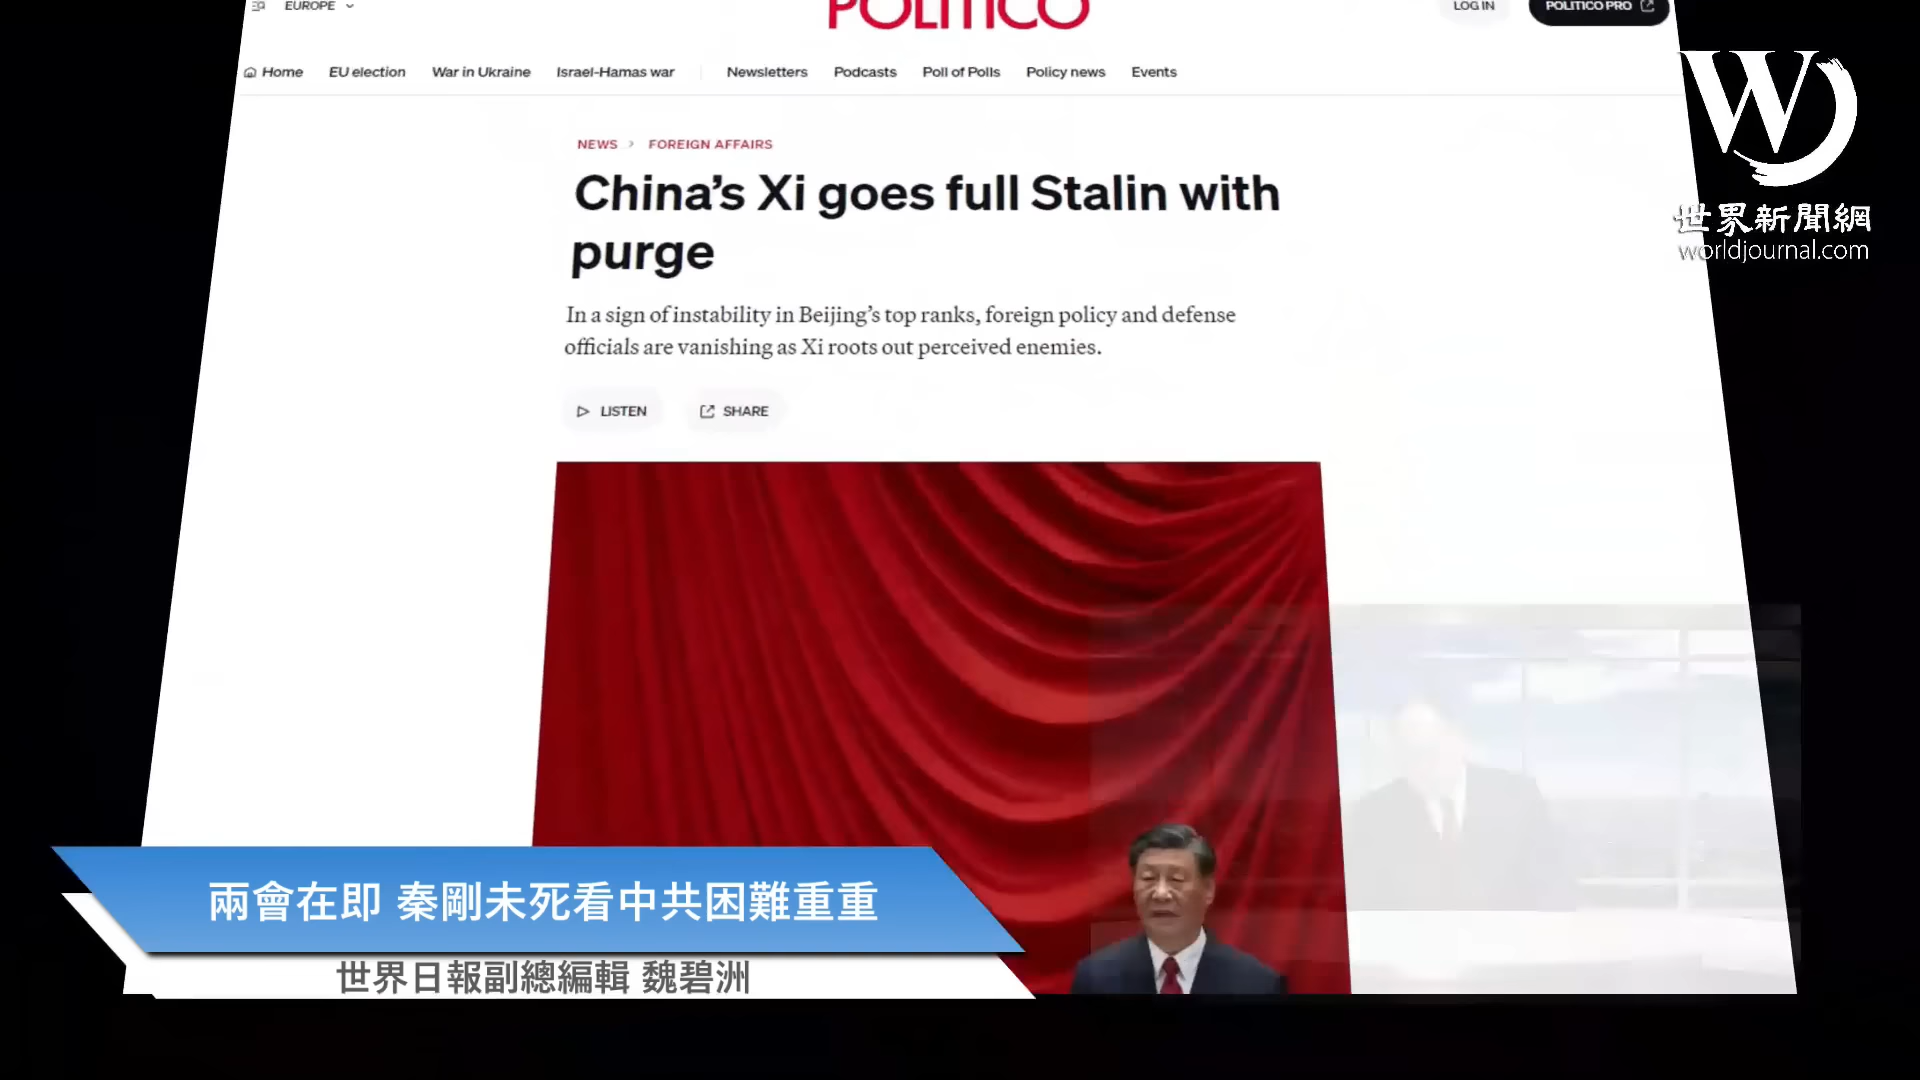 EUROPE
POLITICO
LOG IN
POLITICO PRO
Home EU election War in Ukraine Israel-Hamas war Newsletters Podcasts Poll of Polls Policy news Events
世界新聞網
worldjournal.com
NEWS > FOREIGN AFFAIRS
China’s Xi goes full Stalin with
purge
In a sign of instability in Beijing’s top ranks, foreign policy and defense
officials are vanishing as Xi roots out perceived enemies.
LISTEN SHARE
兩會在即 秦剛未死看中共困難重重
世界日報副總編輯 魏碧洲